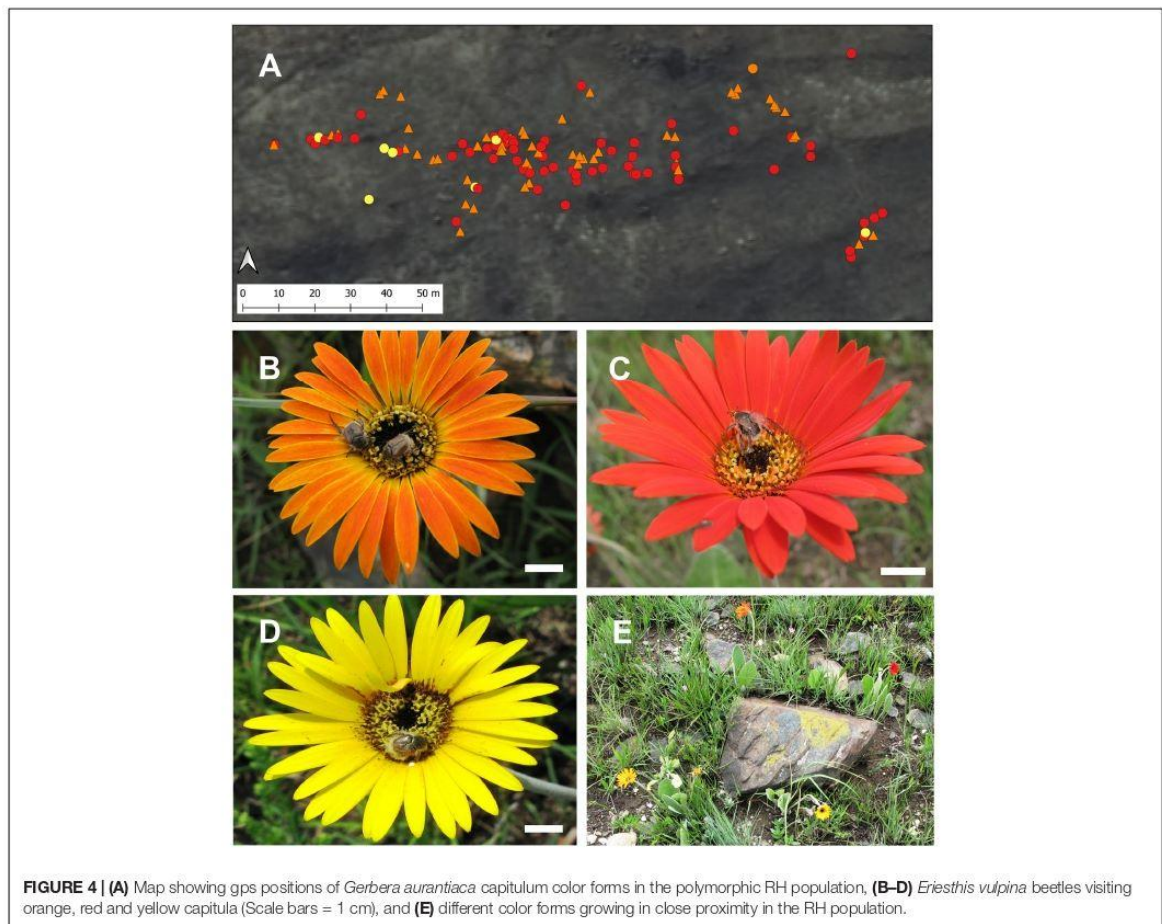 A
0 10 20 30 40 50 m
B
C
D
E
FIGURE 4 | (A) Map showing gps positions of Gerbera aurantiaca capitulum color forms in the polymorphic RH population, (B–D) Eriesthis vulpina beetles visiting
orange, red and yellow capitula (Scale bars = 1 cm), and (E) different color forms growing in close proximity in the RH population.